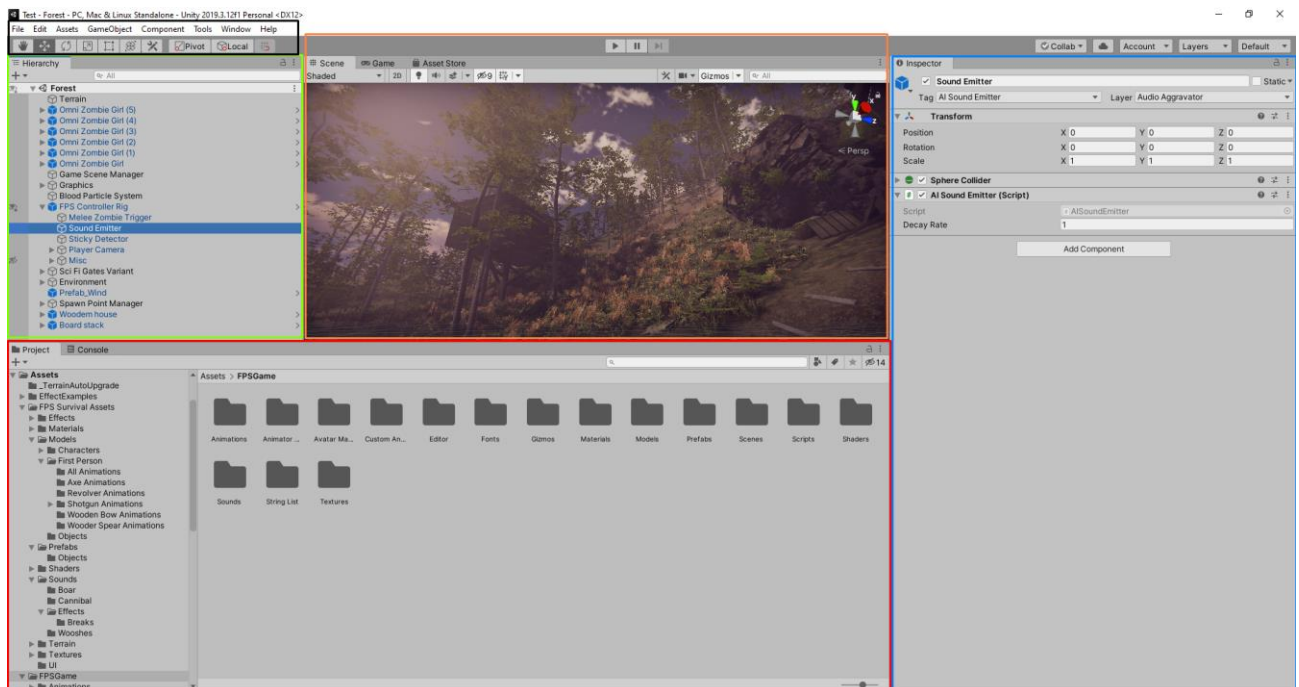 Test - Forest - PC, Mac & Linux Standalone - Unity 2019.3.12f1 Personal <DX12>
File Edit Assets GameObject Component Tools Window Help
Pivot Local Collab Account Layers Default
Hierarchy
All
Forest
Terrain
Omni Zombie Girl (5)
Omni Zombie Girl (4)
Omni Zombie Girl (3)
Omni Zombie Girl (2)
Omni Zombie Girl (1)
Omni Zombie Girl
Game Scene Manager
Graphics
Blood Particle System
FPS Controller Rig
Melee Zombie Trigger
Sound Emitter
Sticky Detector
Player Camera
Misc
Sci Fi Gates Variant
Environment
Prefab_Wind
Spawn Point Manager
Woodem house
Board stack
Scene Game Asset Store
Shaded 2D 9 Gizmos All
y x z
Persp
Inspector
Sound Emitter Static
Tag AI Sound Emitter Layer Audio Aggravator
Transform
Position X 0 Y 0 Z 0
Rotation X 0 Y 0 Z 0
Scale X 1 Y 1 Z 1
Sphere Collider
AI Sound Emitter (Script)
Script AISoundEmitter
Decay Rate 1
Add Component
Project Console
14
Assets
_TerrainAutoUpgrade
EffectExamples
FPS Survival Assets
Effects
Materials
Models
Characters
First Person
All Animations
Axe Animations
Revolver Animations
Shotgun Animations
Wooden Bow Animations
Wooder Spear Animations
Objects
Prefabs
Objects
Shaders
Sounds
Boar
Cannibal
Effects
Breaks
Wooshes
Terrain
Textures
UI
FPSGame
Animations
Assets > FPSGame
Animations Animator ... Avatar Ma... Custom An... Editor Fonts Gizmos Materials Models Prefabs Scenes Scripts Shaders
Sounds String List Textures